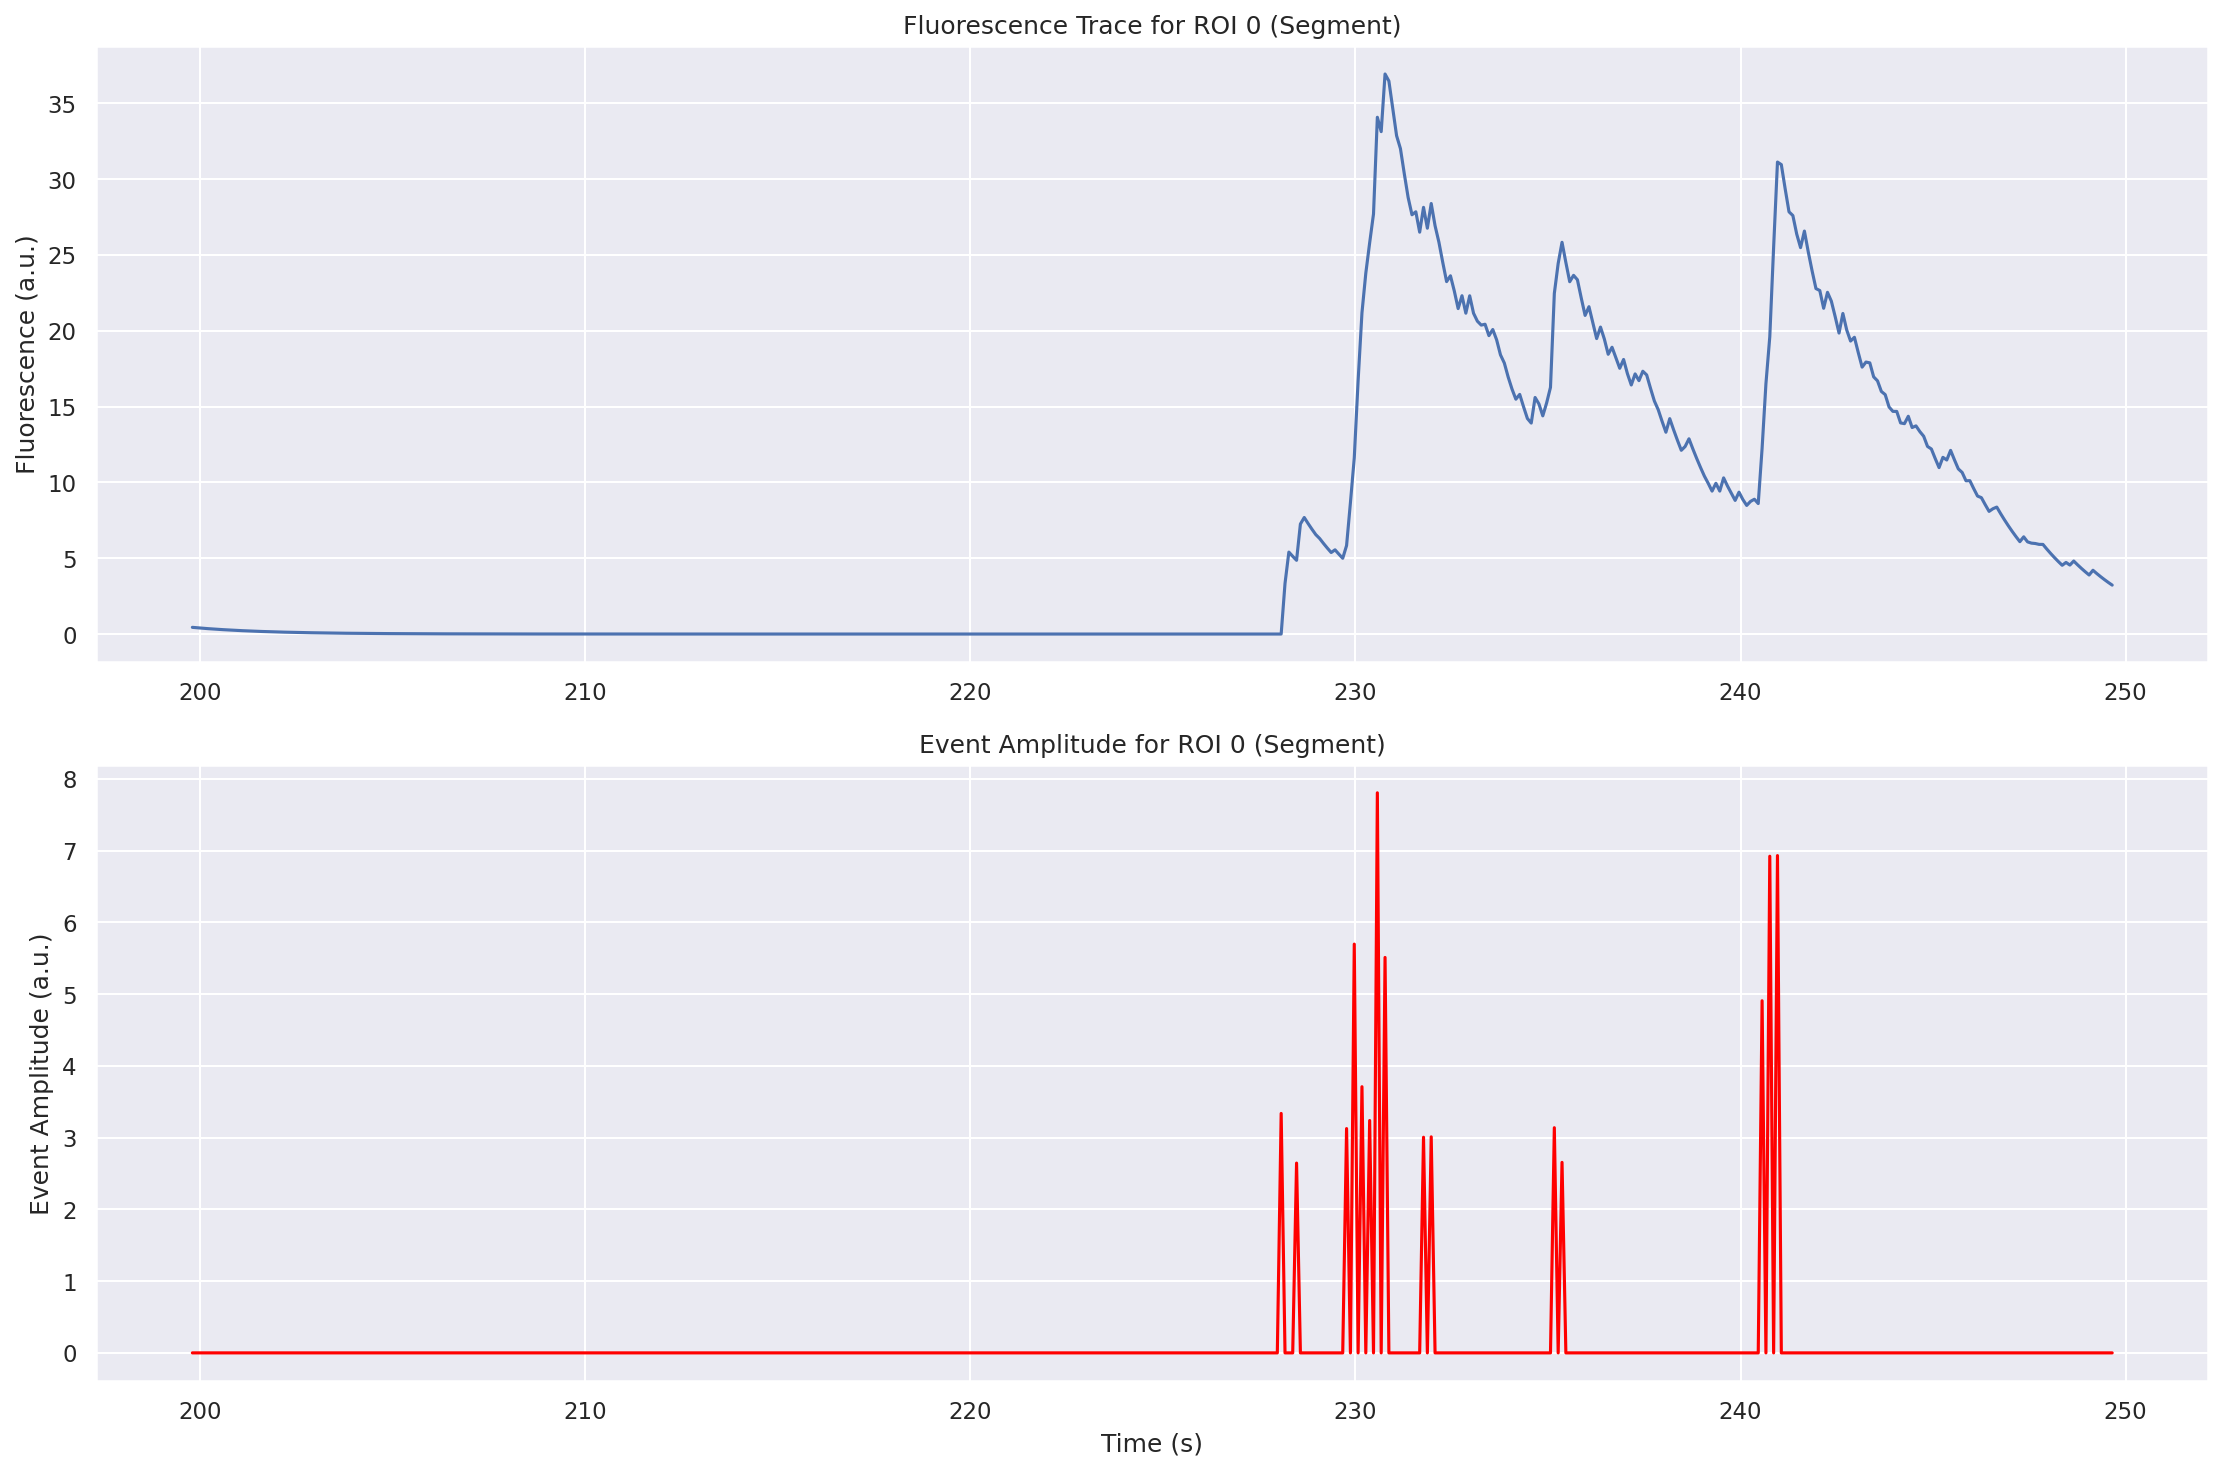 Fluorescence Trace for ROI 0 (Segment)
Fluorescence (a.u.)
35
30
25
20
15
10
5
0
200 210 220 230 240 250
Event Amplitude for ROI 0 (Segment)
Event Amplitude (a.u.)
8
7
6
5
4
3
2
1
0
200 210 220 230 240 250
Time (s)